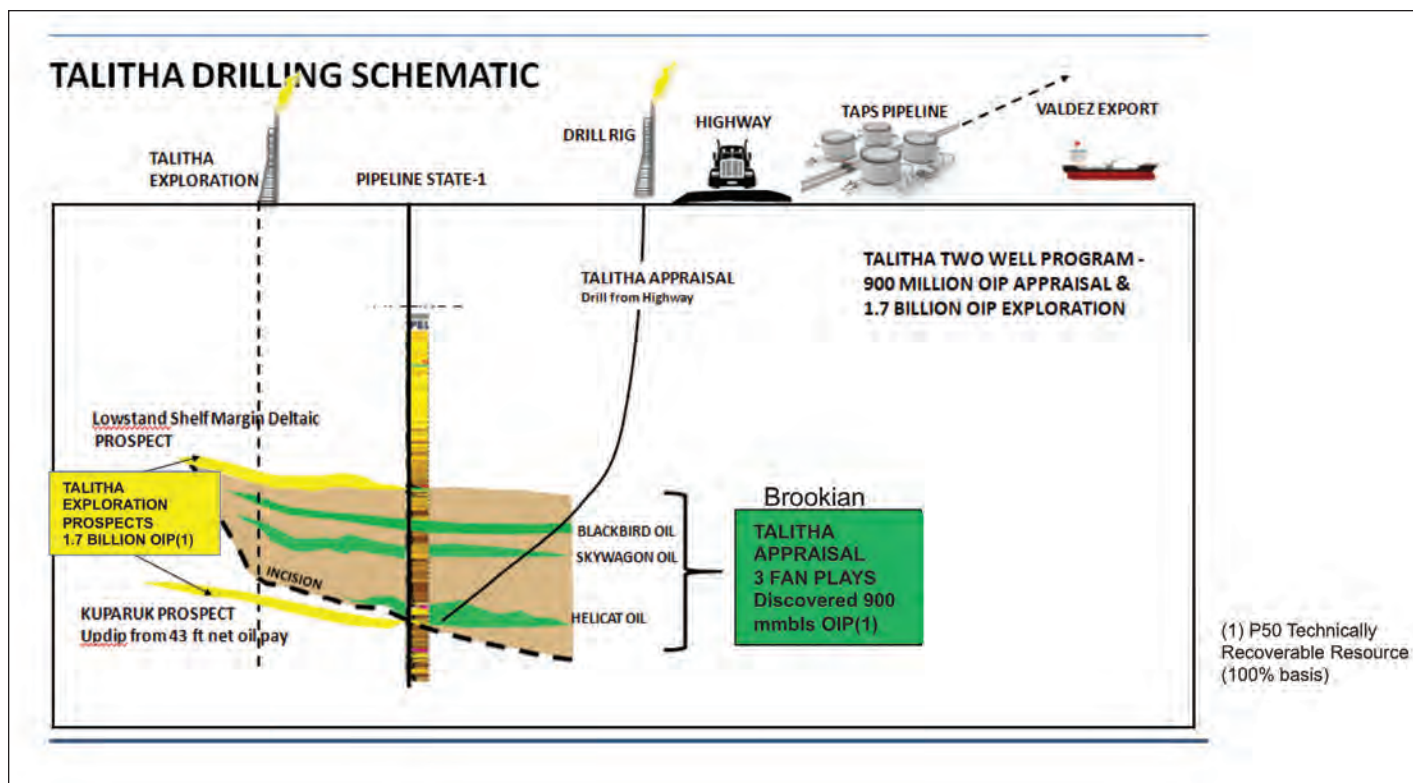 TALITHA DRILLING SCHEMATIC
TALITHA
EXPLORATION
PIPELINE STATE-1
DRILL RIG
HIGHWAY
TAPS PIPELINE
VALDEZ EXPORT
TALITHA APPRAISAL
Drill from Highway
TALITHA TWO WELL PROGRAM -
900 MILLION OIP APPRAISAL &
1.7 BILLION OIP EXPLORATION
Lowstand Shelf Margin Deltaic
PROSPECT
TALITHA
EXPLORATION
PROSPECTS
1.7 BILLION OIP(1)
INCISION
KUPARUK PROSPECT
Updip from 43 ft net oil pay
BLACKBIRD OIL
SKYWAGON OIL
HELICAT OIL
Brookian
TALITHA
APPRAISAL
3 FAN PLAYS
Discovered 900
mmbls OIP(1)
(1) P50 Technically
Recoverable Resource
(100% basis)